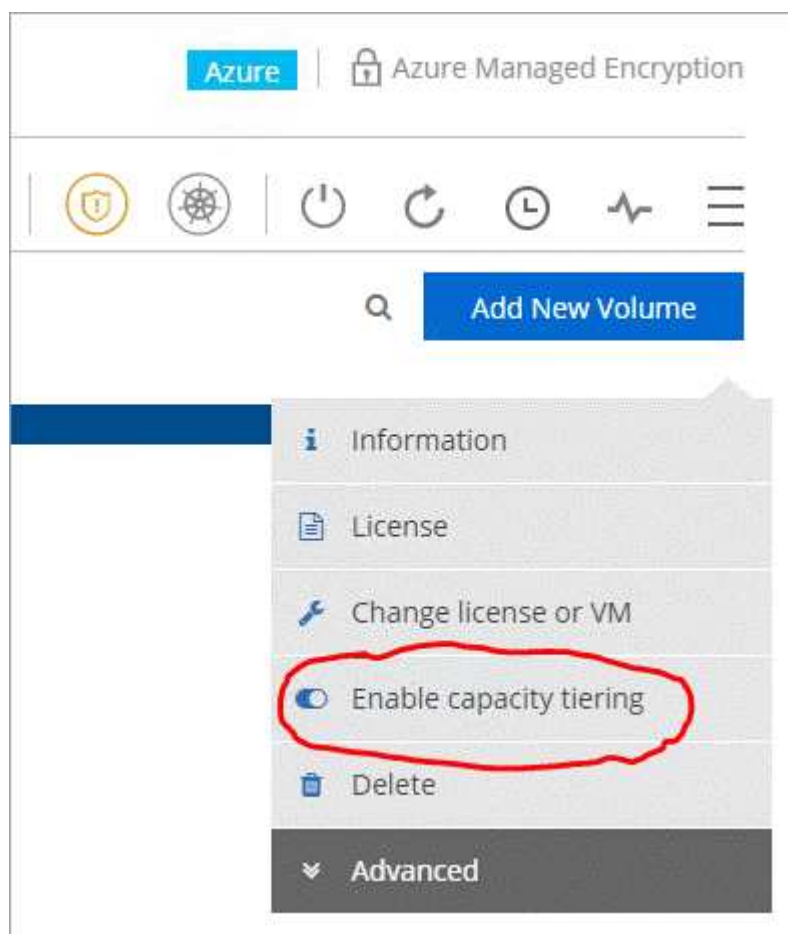 Azure Azure Managed Encryption
Add New Volume
Information
License
Change license or VM
Enable capacity tiering
Delete
Advanced